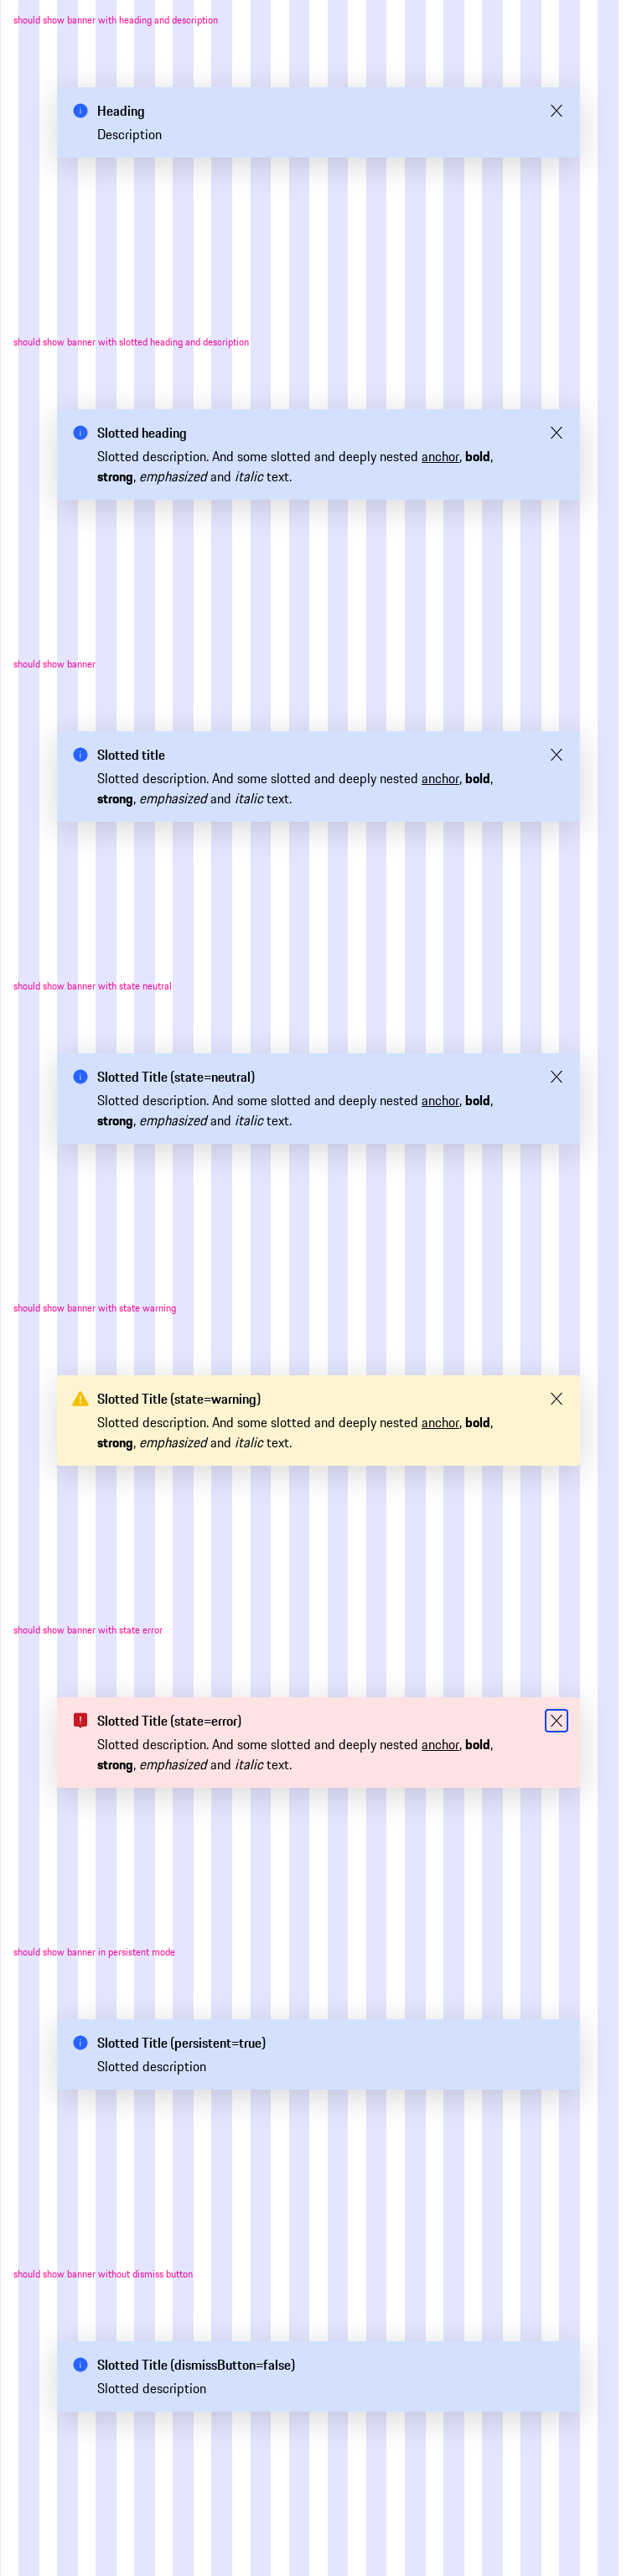 should show banner with heading and description
Heading
Description
should show banner with slotted heading and description
Slotted heading
Slotted description. And some slotted and deeply nested anchor, bold,
strong, emphasized and italic text.
should show banner
Slotted title
Slotted description. And some slotted and deeply nested anchor, bold,
strong, emphasized and italic text.
should show banner with state neutral
Slotted Title (state=neutral)
Slotted description. And some slotted and deeply nested anchor, bold,
strong, emphasized and italic text.
should show banner with state warning
Slotted Title (state=warning)
Slotted description. And some slotted and deeply nested anchor, bold,
strong, emphasized and italic text.
should show banner with state error
Slotted Title (state=error)
Slotted description. And some slotted and deeply nested anchor, bold,
strong, emphasized and italic text.
should show banner in persistent mode
Slotted Title (persistent=true)
Slotted description
should show banner without dismiss button
Slotted Title (dismissButton=false)
Slotted description